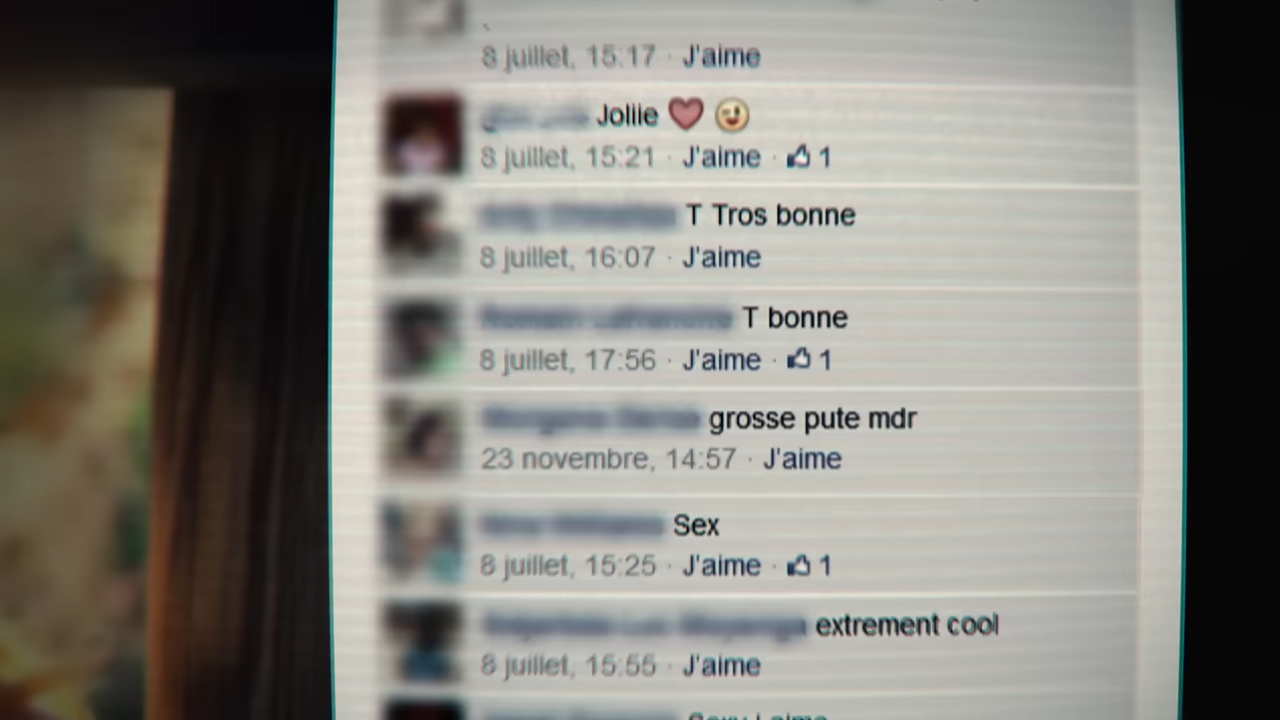 8 juillet, 15:17 · J'aime
Jollie ❤ 😜
8 juillet, 15:21 · J'aime · 👍 1
T Tros bonne
8 juillet, 16:07 · J'aime
T bonne
8 juillet, 17:56 · J'aime · 👍 1
grosse pute mdr
23 novembre, 14:57 · J'aime
Sex
8 juillet, 15:25 · J'aime · 👍 1
extrement cool
8 juillet, 15:55 · J'aime